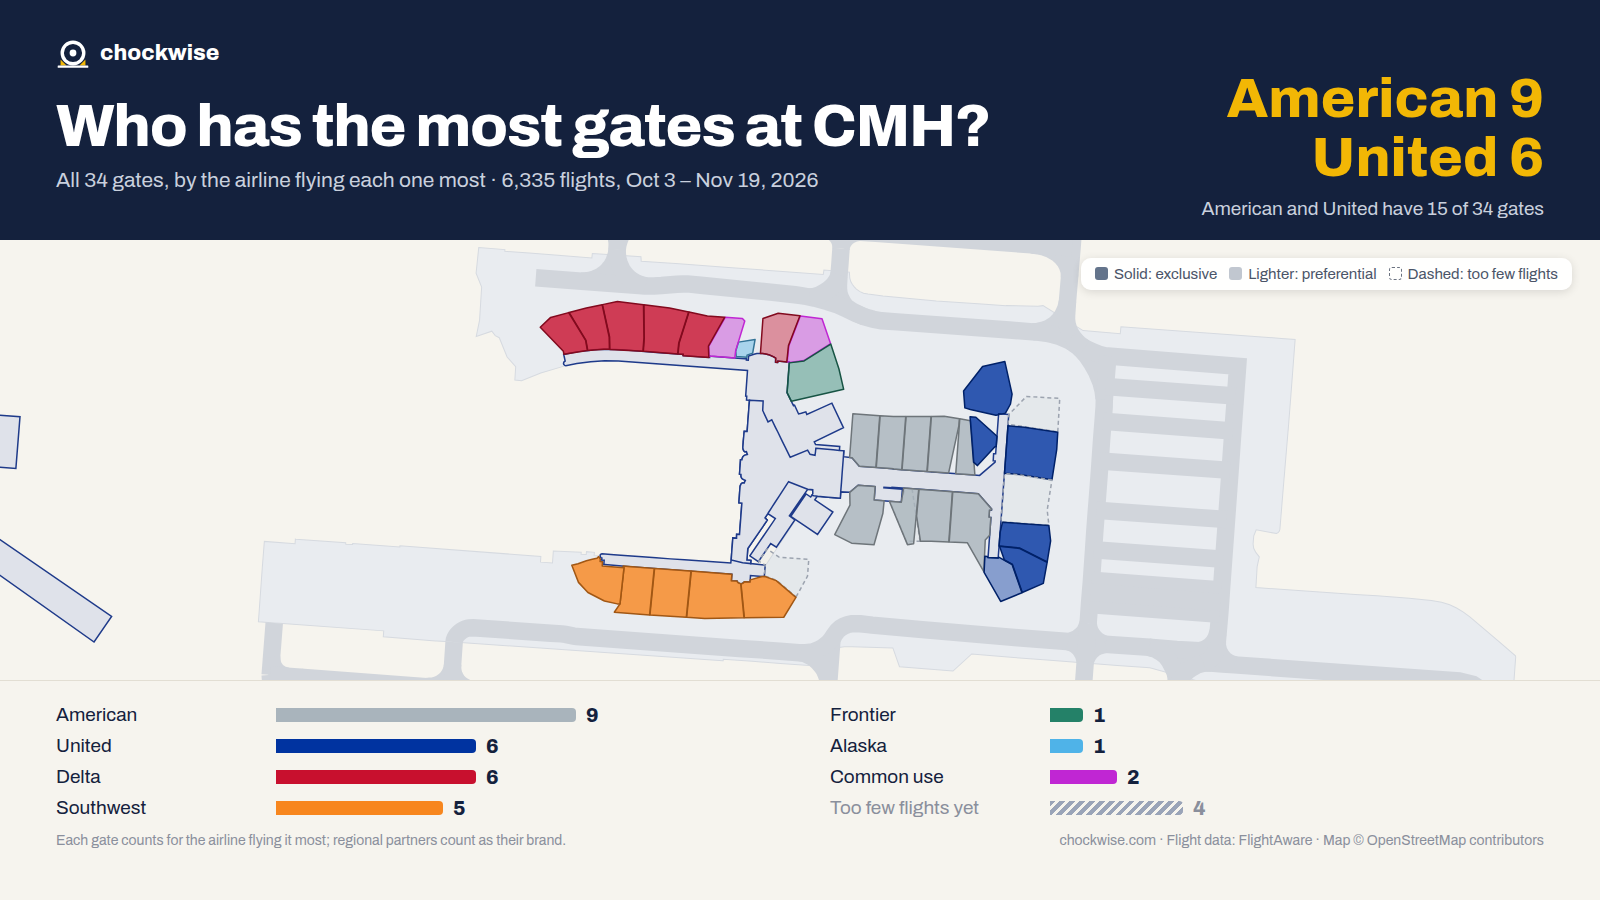 chockwise
Who has the most gates at CMH?
All 34 gates, by the airline flying each one most · 6,335 flights, Oct 3 – Nov 19, 2026
American 9
United 6
American and United have 15 of 34 gates
Solid: exclusive Lighter: preferential Dashed: too few flights
American 9
United 6
Delta 6
Southwest 5
Frontier 1
Alaska 1
Common use 2
Too few flights yet 4
Each gate counts for the airline flying it most; regional partners count as their brand.
chockwise.com · Flight data: FlightAware · Map © OpenStreetMap contributors